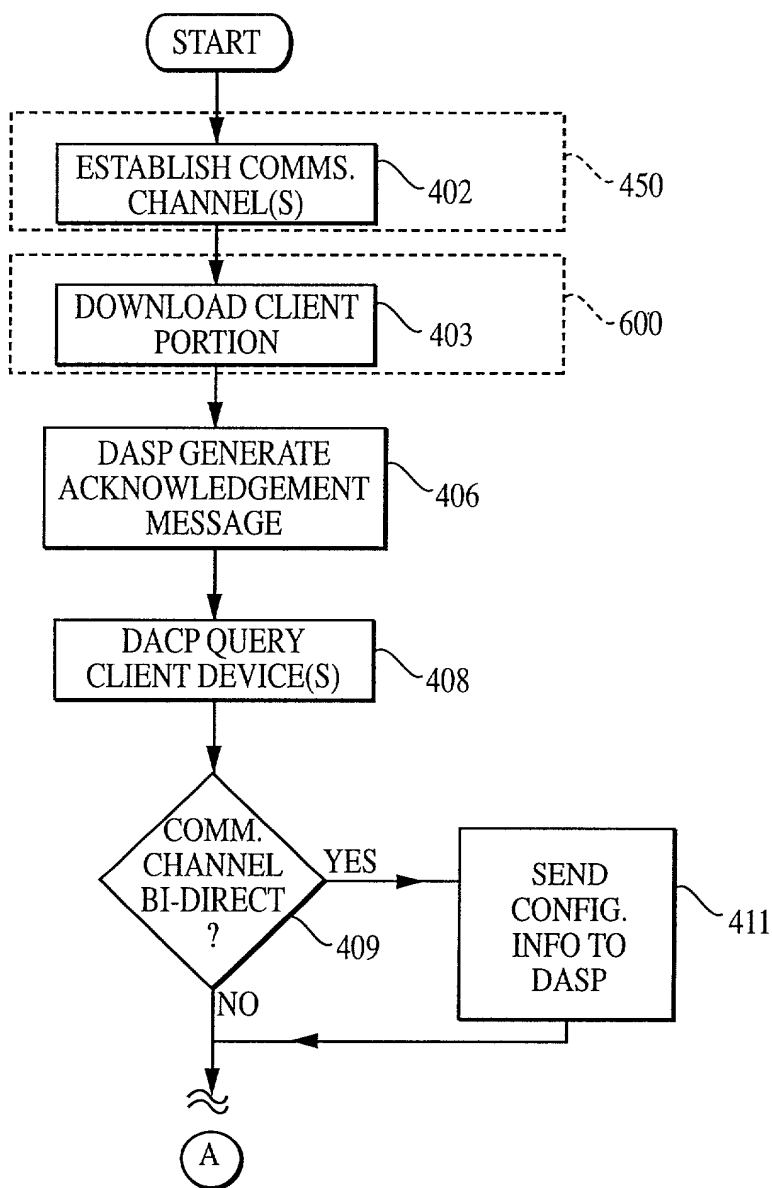 START
ESTABLISH COMMS.
CHANNEL(S)
402
450
DOWNLOAD CLIENT
PORTION
403
600
DASP GENERATE
ACKNOWLEDGEMENT
MESSAGE
406
DACP QUERY
CLIENT DEVICE(S)
408
COMM.
CHANNEL
BI-DIRECT
?
409
YES
SEND
CONFIG.
INFO TO
DASP
411
NO
A